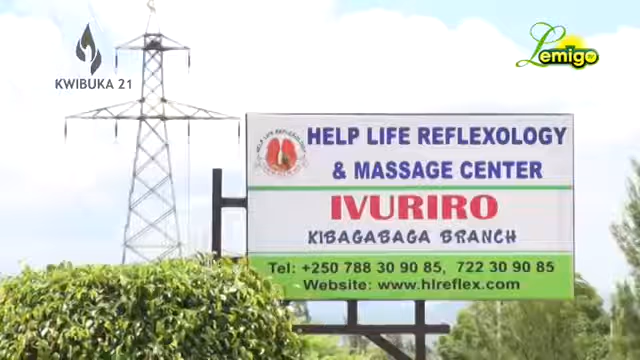 KWIBUKA 21
Lemigo
HELP LIFE REFLEXOLOGY
& MASSAGE CENTER
IVURIRO
KIBAGABAGA BRANCH
Tel: +250 788 30 90 85, 722 30 90 85
Website: www.hlreflex.com